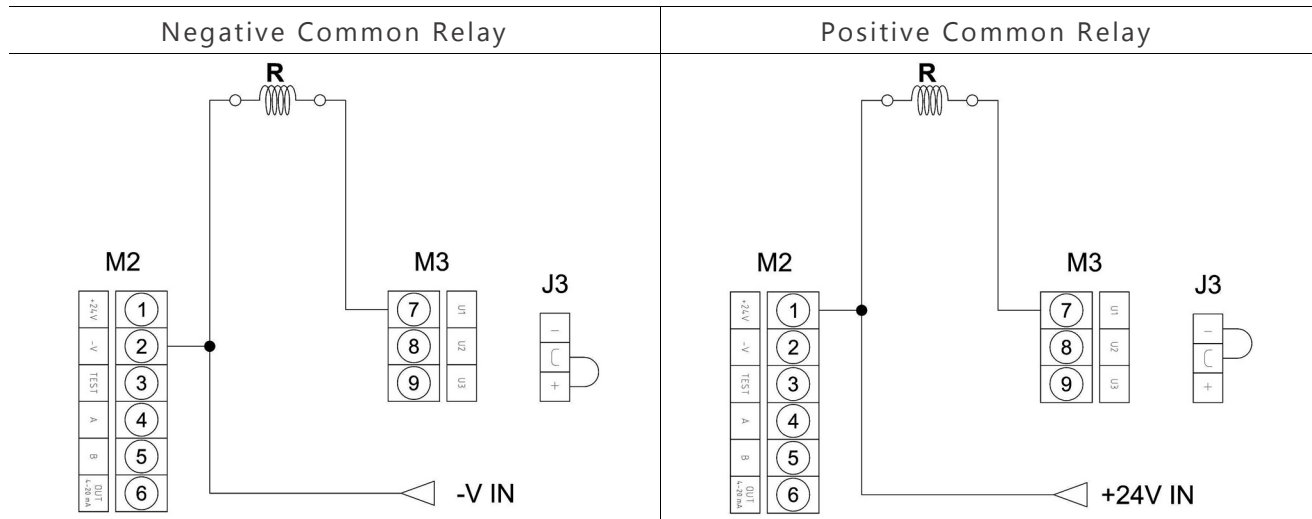 Negative Common Relay
Positive Common Relay
R
M2
M3
J3
+24V 1
-V 2
TEST 3
A 4
B 5
OUT 4-20 mA 6
7 U1
8 U2
9 U3
-
C
+
-V IN
R
M2
M3
J3
+24V 1
-V 2
TEST 3
A 4
B 5
OUT 4-20 mA 6
7 U1
8 U2
9 U3
-
C
+
+24V IN